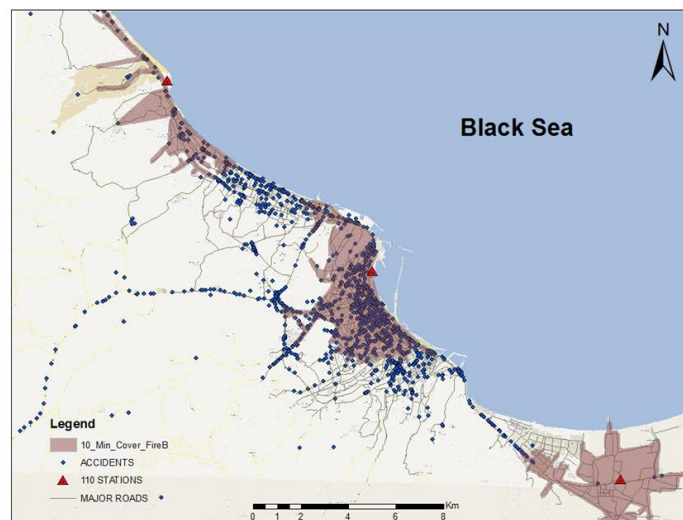 N
Black Sea
Legend
10_Min_Cover_FireB
ACCIDENTS
110 STATIONS
MAJOR ROADS
Km
0 1 2 4 6 8